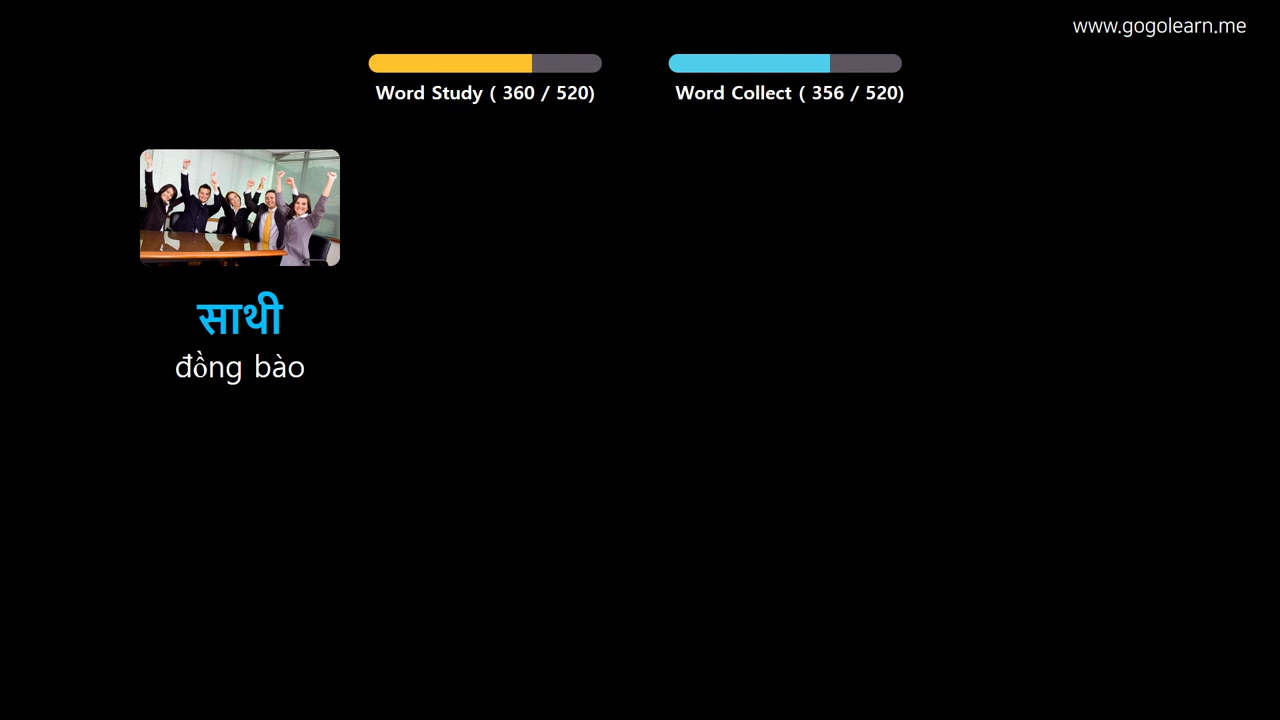 www.gogolearn.me
Word Study ( 360 / 520)
Word Collect ( 356 / 520)
साथी
đồng bào